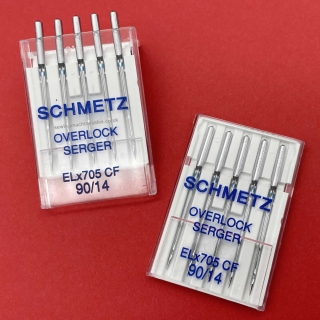 SCHMETZ
OVERLOCK
SERGER
ELx705 CF
90/14
SCHMETZ
OVERLOCK
SERGER
ELx705 CF
90/14